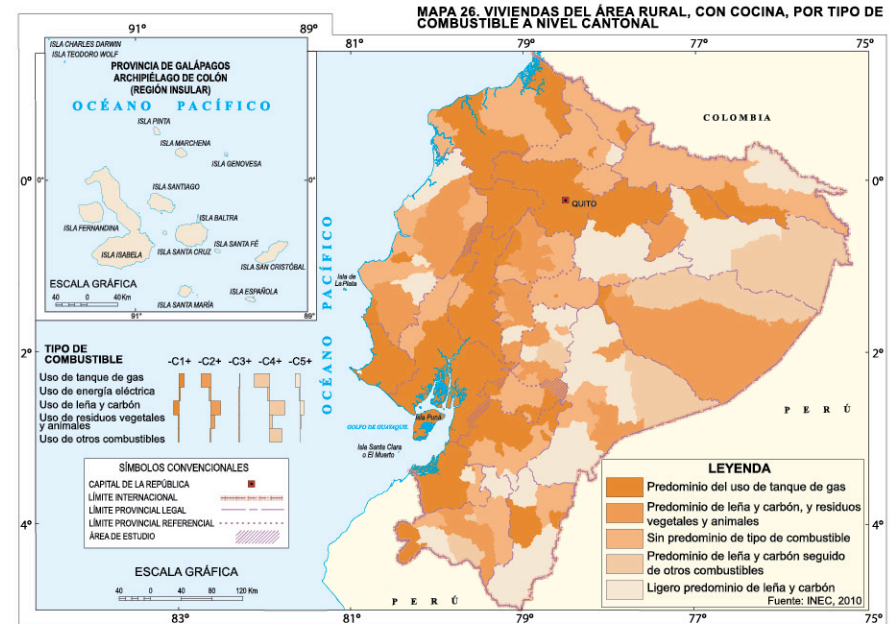 MAPA 26. VIVIENDAS DEL ÁREA RURAL, CON COCINA, POR TIPO DE
COMBUSTIBLE A NIVEL CANTONAL
81º
79º
77º
75º
91º
89º
ISLA CHARLES DARWIN
ISLA TEODORO WOLF
PROVINCIA DE GALÁPAGOS
ARCHIPIÉLAGO DE COLÓN
(REGIÓN INSULAR)
OCÉANO PACÍFICO
ISLA PINTA
ISLA MARCHENA
ISLA GENOVESA
ISLA SANTIAGO
ISLA BALTRA
ISLA FERNANDINA
ISLA SANTA CRUZ
ISLA SANTA FÉ
ISLA ISABELA
ISLA SAN CRISTÓBAL
ISLA SANTA MARÍA
ISLA ESPAÑOLA
ESCALA GRÁFICA
40 0 40Km
91º
89º
0º
0º
0º
2º
2º
4º
4º
COLOMBIA
QUITO
OCÉANO PACÍFICO
Isla de
La Plata
Isla Puná
GOLFO DE GUAYAQUIL
Isla Santa Clara
o El Muerto
PERÚ
PERÚ
TIPO DE
COMBUSTIBLE
-C1+ -C2+ -C3+ -C4+ -C5+
Uso de tanque de gas
Uso de energía eléctrica
Uso de leña y carbón
Uso de residuos vegetales
y animales
Uso de otros combustibles
SÍMBOLOS CONVENCIONALES
CAPITAL DE LA REPÚBLICA
LÍMITE INTERNACIONAL
LÍMITE PROVINCIAL LEGAL
LÍMITE PROVINCIAL REFERENCIAL
ÁREA DE ESTUDIO
ESCALA GRÁFICA
40 0 40 80 120 Km
LEYENDA
Predominio del uso de tanque de gas
Predominio de leña y carbón, y residuos
vegetales y animales
Sin predominio de tipo de combustible
Predominio de leña y carbón seguido
de otros combustibles
Ligero predominio de leña y carbón
Fuente: INEC, 2010
83º
81º
79º
77º
75º